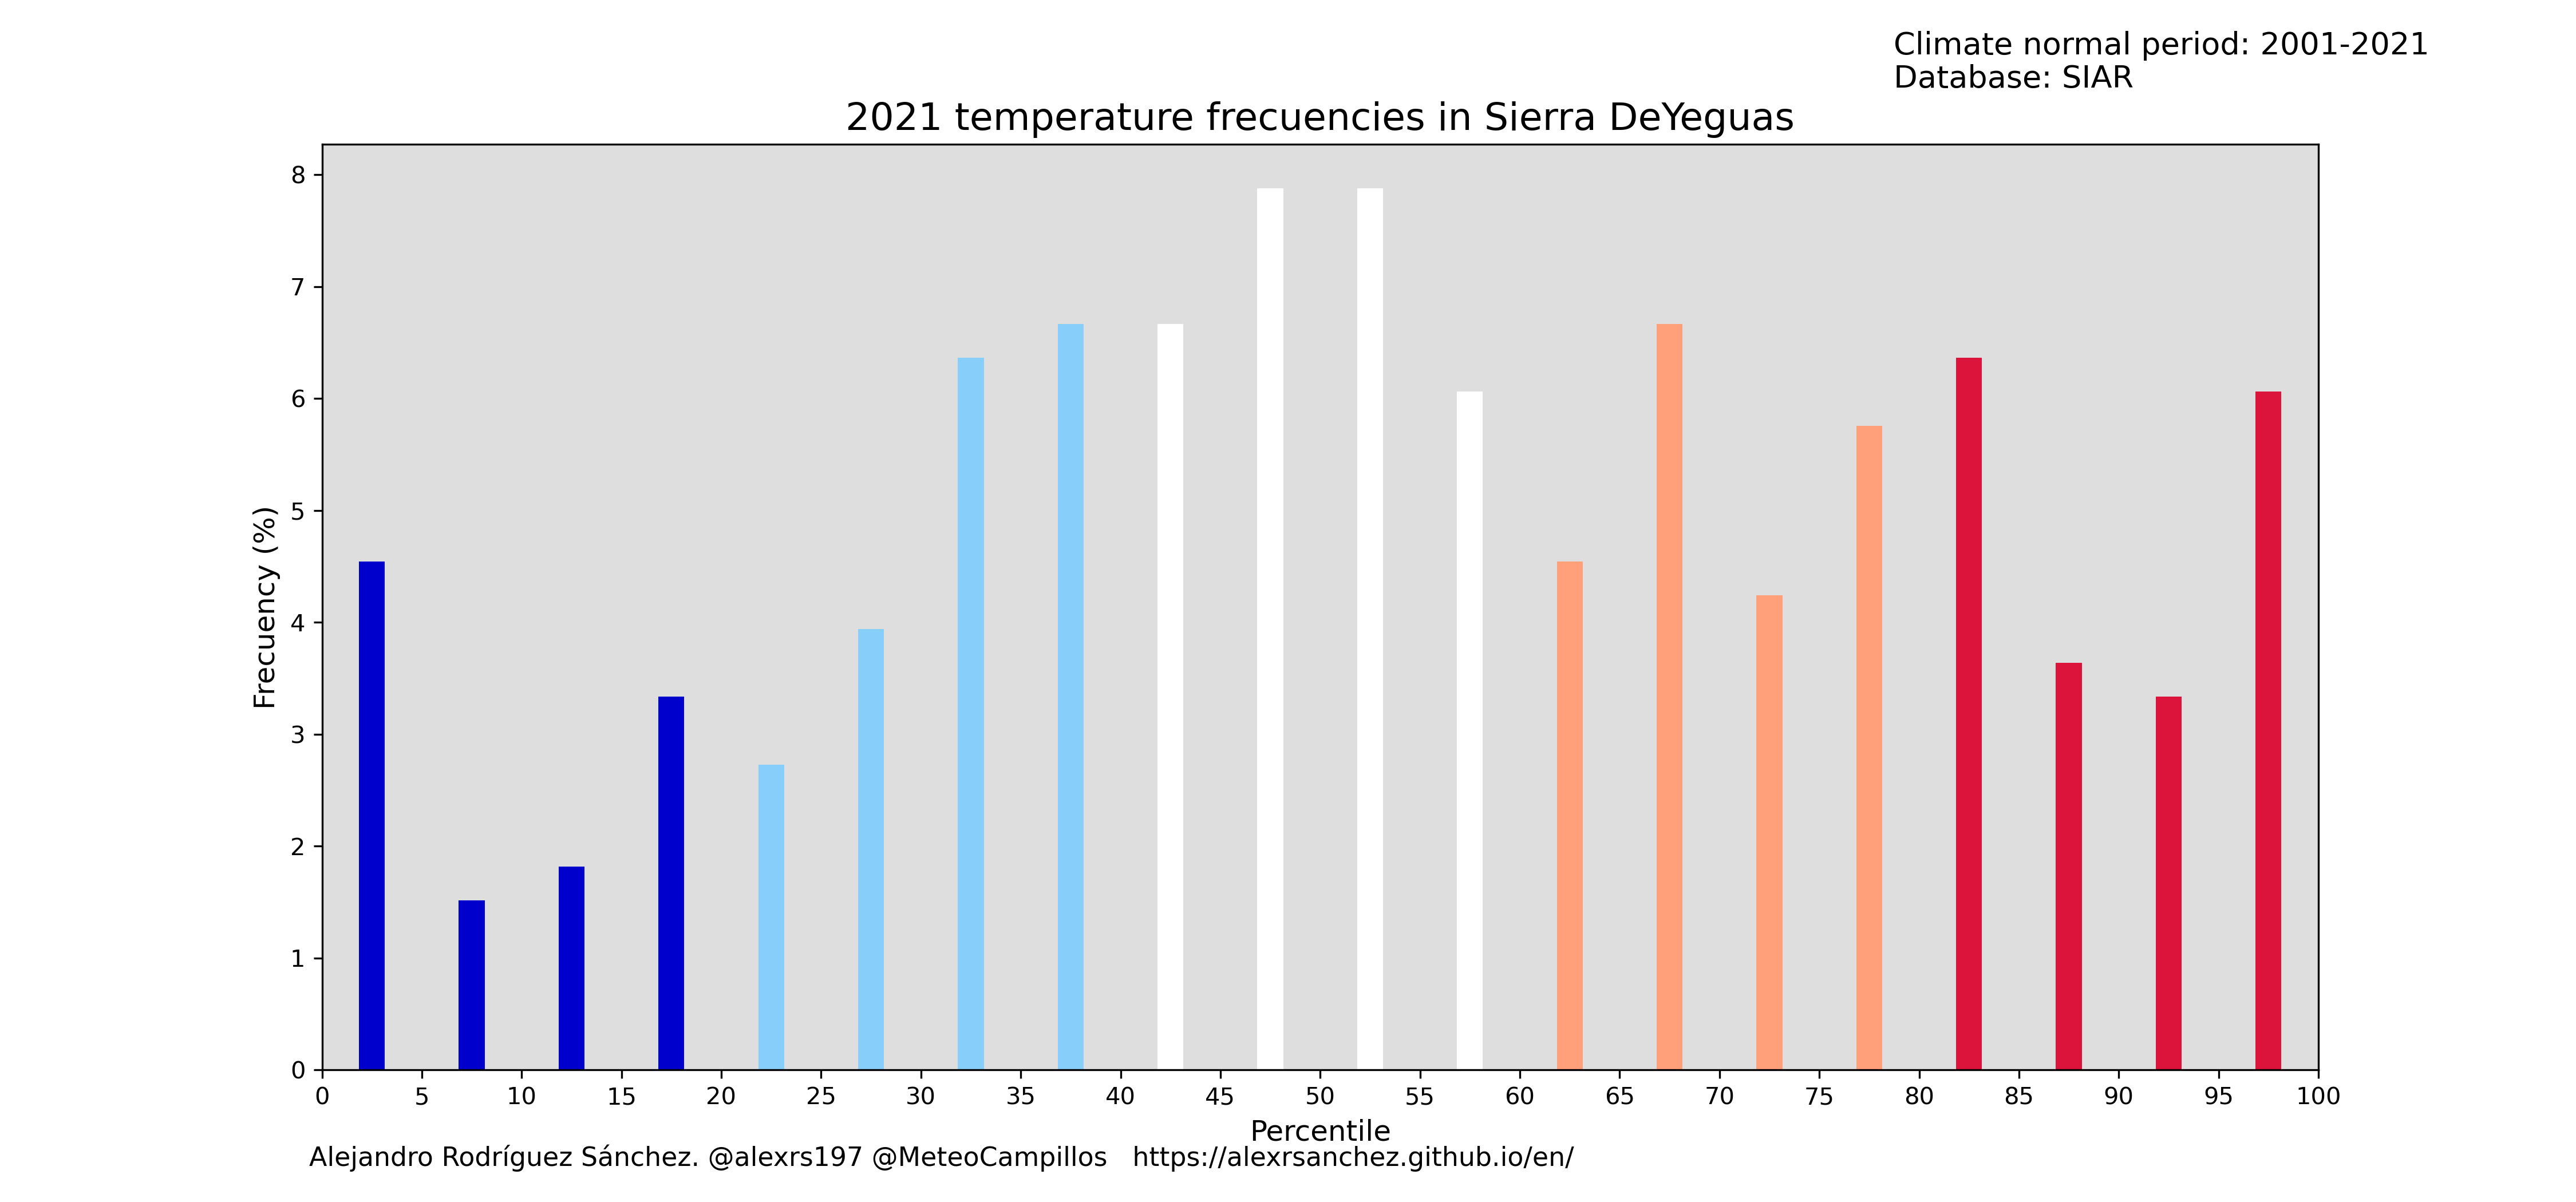 Climate normal period: 2001-2021
Database: SIAR
2021 temperature frecuencies in Sierra DeYeguas
8
7
6
5
4
3
2
1
0
Frecuency (%)
0 5 10 15 20 25 30 35 40 45 50 55 60 65 70 75 80 85 90 95 100
Percentile
Alejandro Rodríguez Sánchez. @alexrs197 @MeteoCampillos https://alexrsanchez.github.io/en/